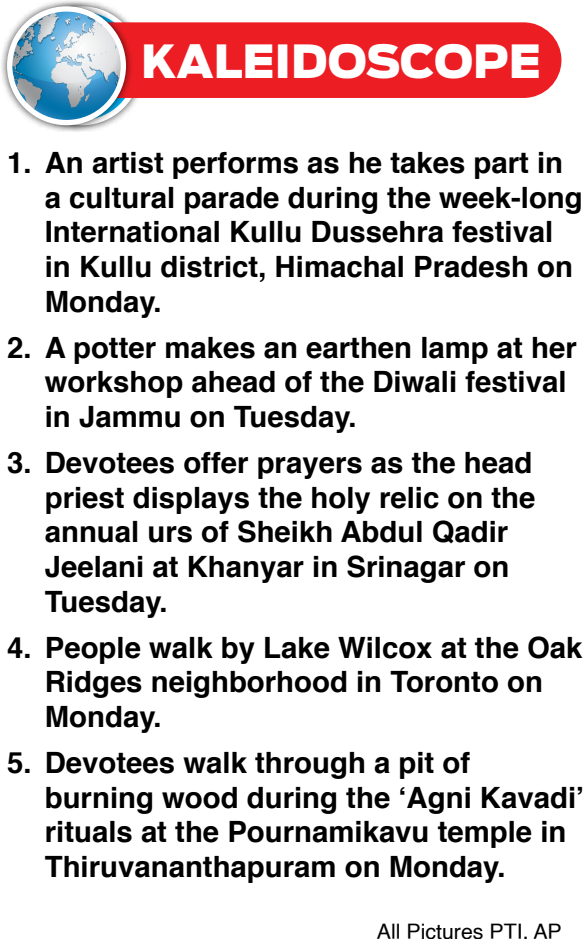 KALEIDOSCOPE
1. An artist performs as he takes part in
a cultural parade during the week-long
International Kullu Dussehra festival
in Kullu district, Himachal Pradesh on
Monday.
2. A potter makes an earthen lamp at her
workshop ahead of the Diwali festival
in Jammu on Tuesday.
3. Devotees offer prayers as the head
priest displays the holy relic on the
annual urs of Sheikh Abdul Qadir
Jeelani at Khanyar in Srinagar on
Tuesday.
4. People walk by Lake Wilcox at the Oak
Ridges neighborhood in Toronto on
Monday.
5. Devotees walk through a pit of
burning wood during the ‘Agni Kavadi’
rituals at the Pournamikavu temple in
Thiruvananthapuram on Monday.
All Pictures PTI, AP